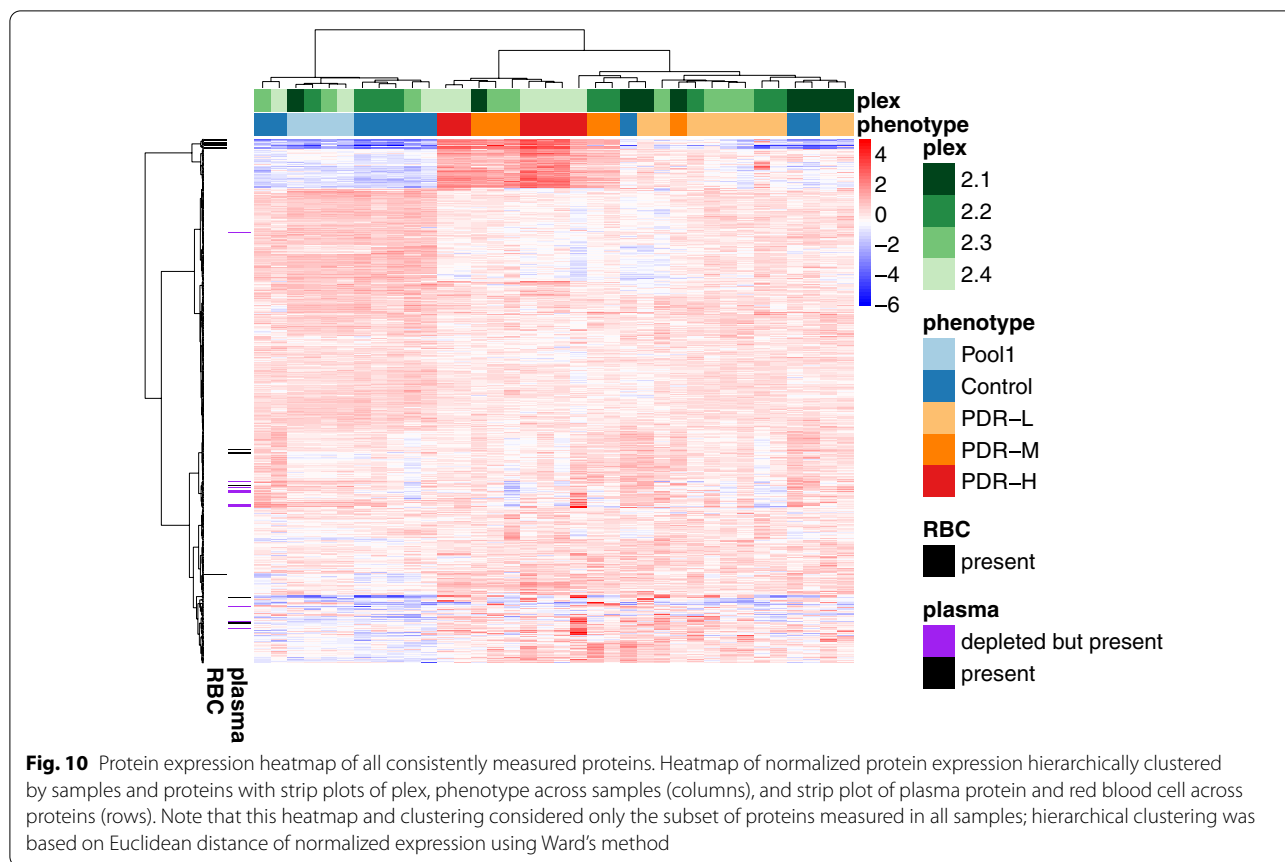 plex
phenotype
4
2
0
−2
−4
−6
plex
2.1
2.2
2.3
2.4
phenotype
Pool1
Control
PDR−L
PDR−M
PDR−H
RBC
present
plasma
depleted but present
present
RBC
plasma
Fig. 10 Protein expression heatmap of all consistently measured proteins. Heatmap of normalized protein expression hierarchically clustered
by samples and proteins with strip plots of plex, phenotype across samples (columns), and strip plot of plasma protein and red blood cell across
proteins (rows). Note that this heatmap and clustering considered only the subset of proteins measured in all samples; hierarchical clustering was
based on Euclidean distance of normalized expression using Ward’s method